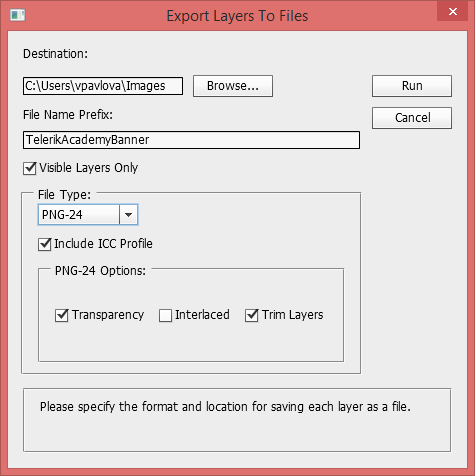 Export Layers To Files
Destination:
C:\Users\vpavlova\Images
Browse...
Run
File Name Prefix:
Cancel
TelerikAcademyBanner
Visible Layers Only
File Type:
PNG-24
Include ICC Profile
PNG-24 Options:
Transparency Interlaced Trim Layers
Please specify the format and location for saving each layer as a file.